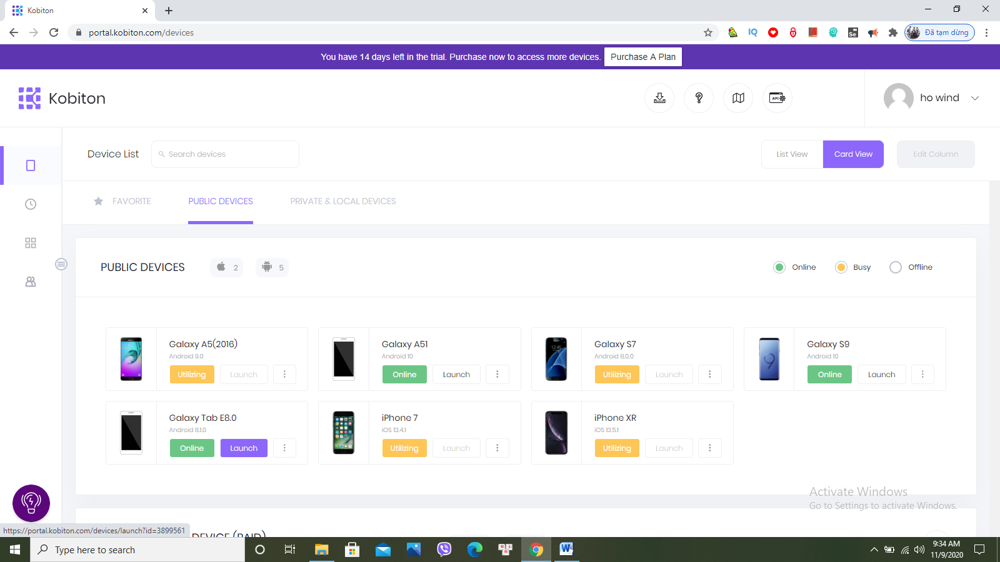 Kobiton
portal.kobiton.com/devices
IQ
Se
Đã tạm dừng
You have 14 days left in the trial. Purchase now to access more devices.
Purchase A Plan
Kobiton
API
ho wind
Device List
Search devices
List View
Card View
Edit Column
FAVORITE
PUBLIC DEVICES
PRIVATE & LOCAL DEVICES
PUBLIC DEVICES
2
5
Online
Busy
Offline
Galaxy A5(2016)
Android 9.0
Utilizing
Launch
Galaxy A51
Android 10
Online
Launch
Galaxy S7
Android 8.0.0
Utilizing
Launch
Galaxy S9
Android 10
Online
Launch
Galaxy Tab E8.0
Android 8.1.0
Online
Launch
iPhone 7
iOS 13.4.1
Utilizing
Launch
iPhone XR
iOS 13.5.1
Utilizing
Launch
Activate Windows
Go to Settings to activate Windows.
https://portal.kobiton.com/devices/launch?id=3899561
DEVICE (PAID)
Type here to search
9:34 AM
11/9/2020